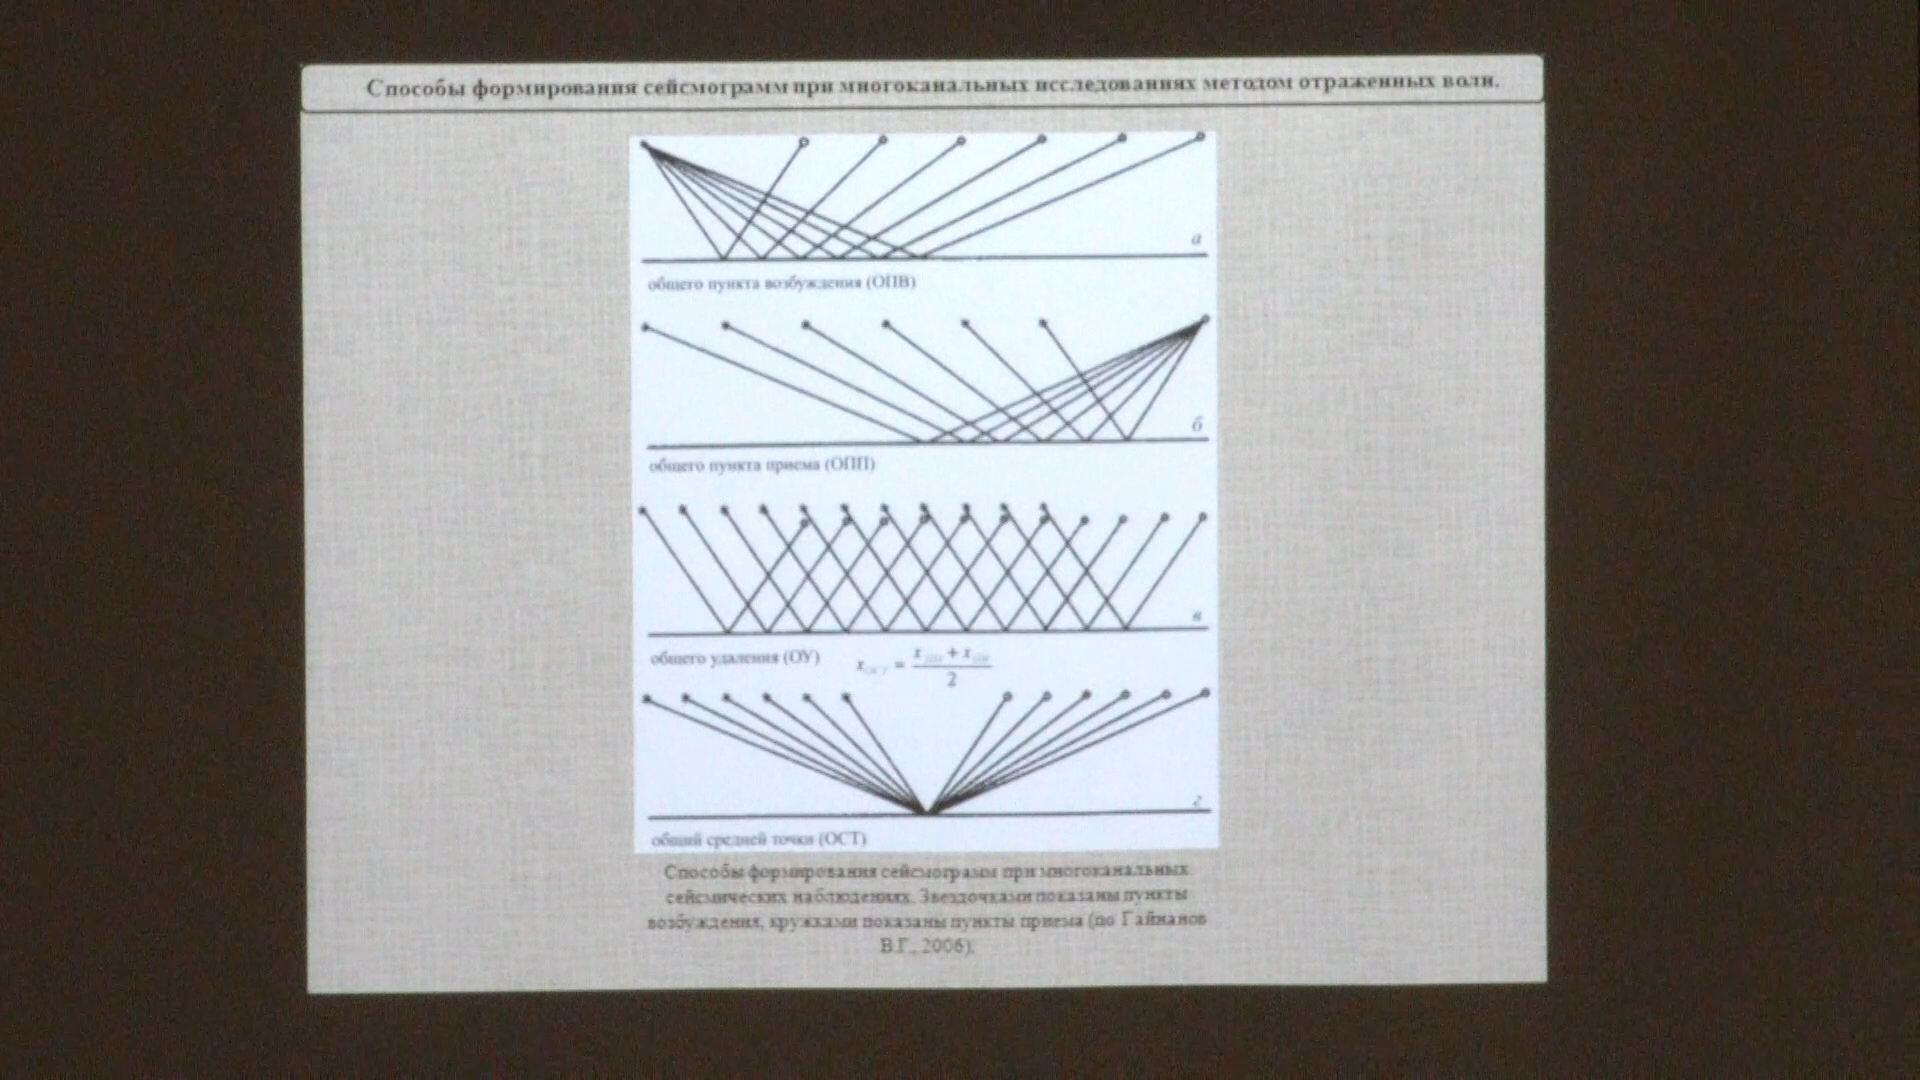 Способы формирования сейсмограмм при многоканальных исследованиях методом отраженных волн.
а
общего пункта возбуждения (ОПВ)
б
общего пункта приема (ОПП)
в
общего удаления (ОУ)
x = x + x
2
г
общий средней точки (ОСТ)
Способы формирования сейсмограмм при многоканальных
сейсмических наблюдениях. Звездочками показаны пункты
возбуждения, кружками показаны пункты приема (по Гайнанов
В.Г., 2006).